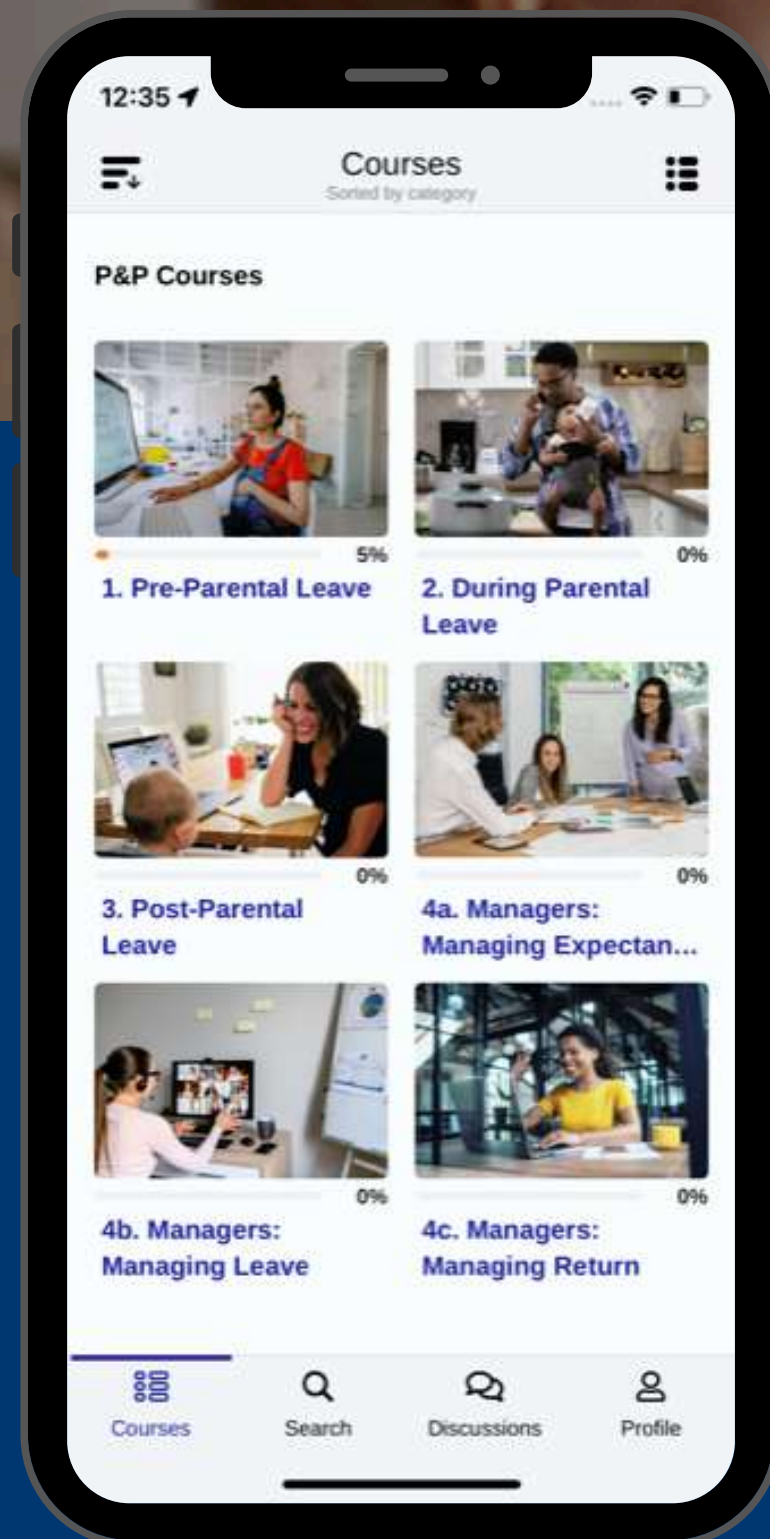 12:35
Courses
Sorted by category
P&P Courses
5%
1. Pre-Parental Leave
0%
2. During Parental
Leave
0%
3. Post-Parental
Leave
0%
4a. Managers:
Managing Expectan...
0%
4b. Managers:
Managing Leave
0%
4c. Managers:
Managing Return
Courses
Search
Discussions
Profile